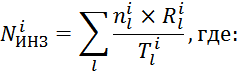 N^i_ИНЗ = ∑_l (n^i_l × R^i_l) / T^i_l , где: